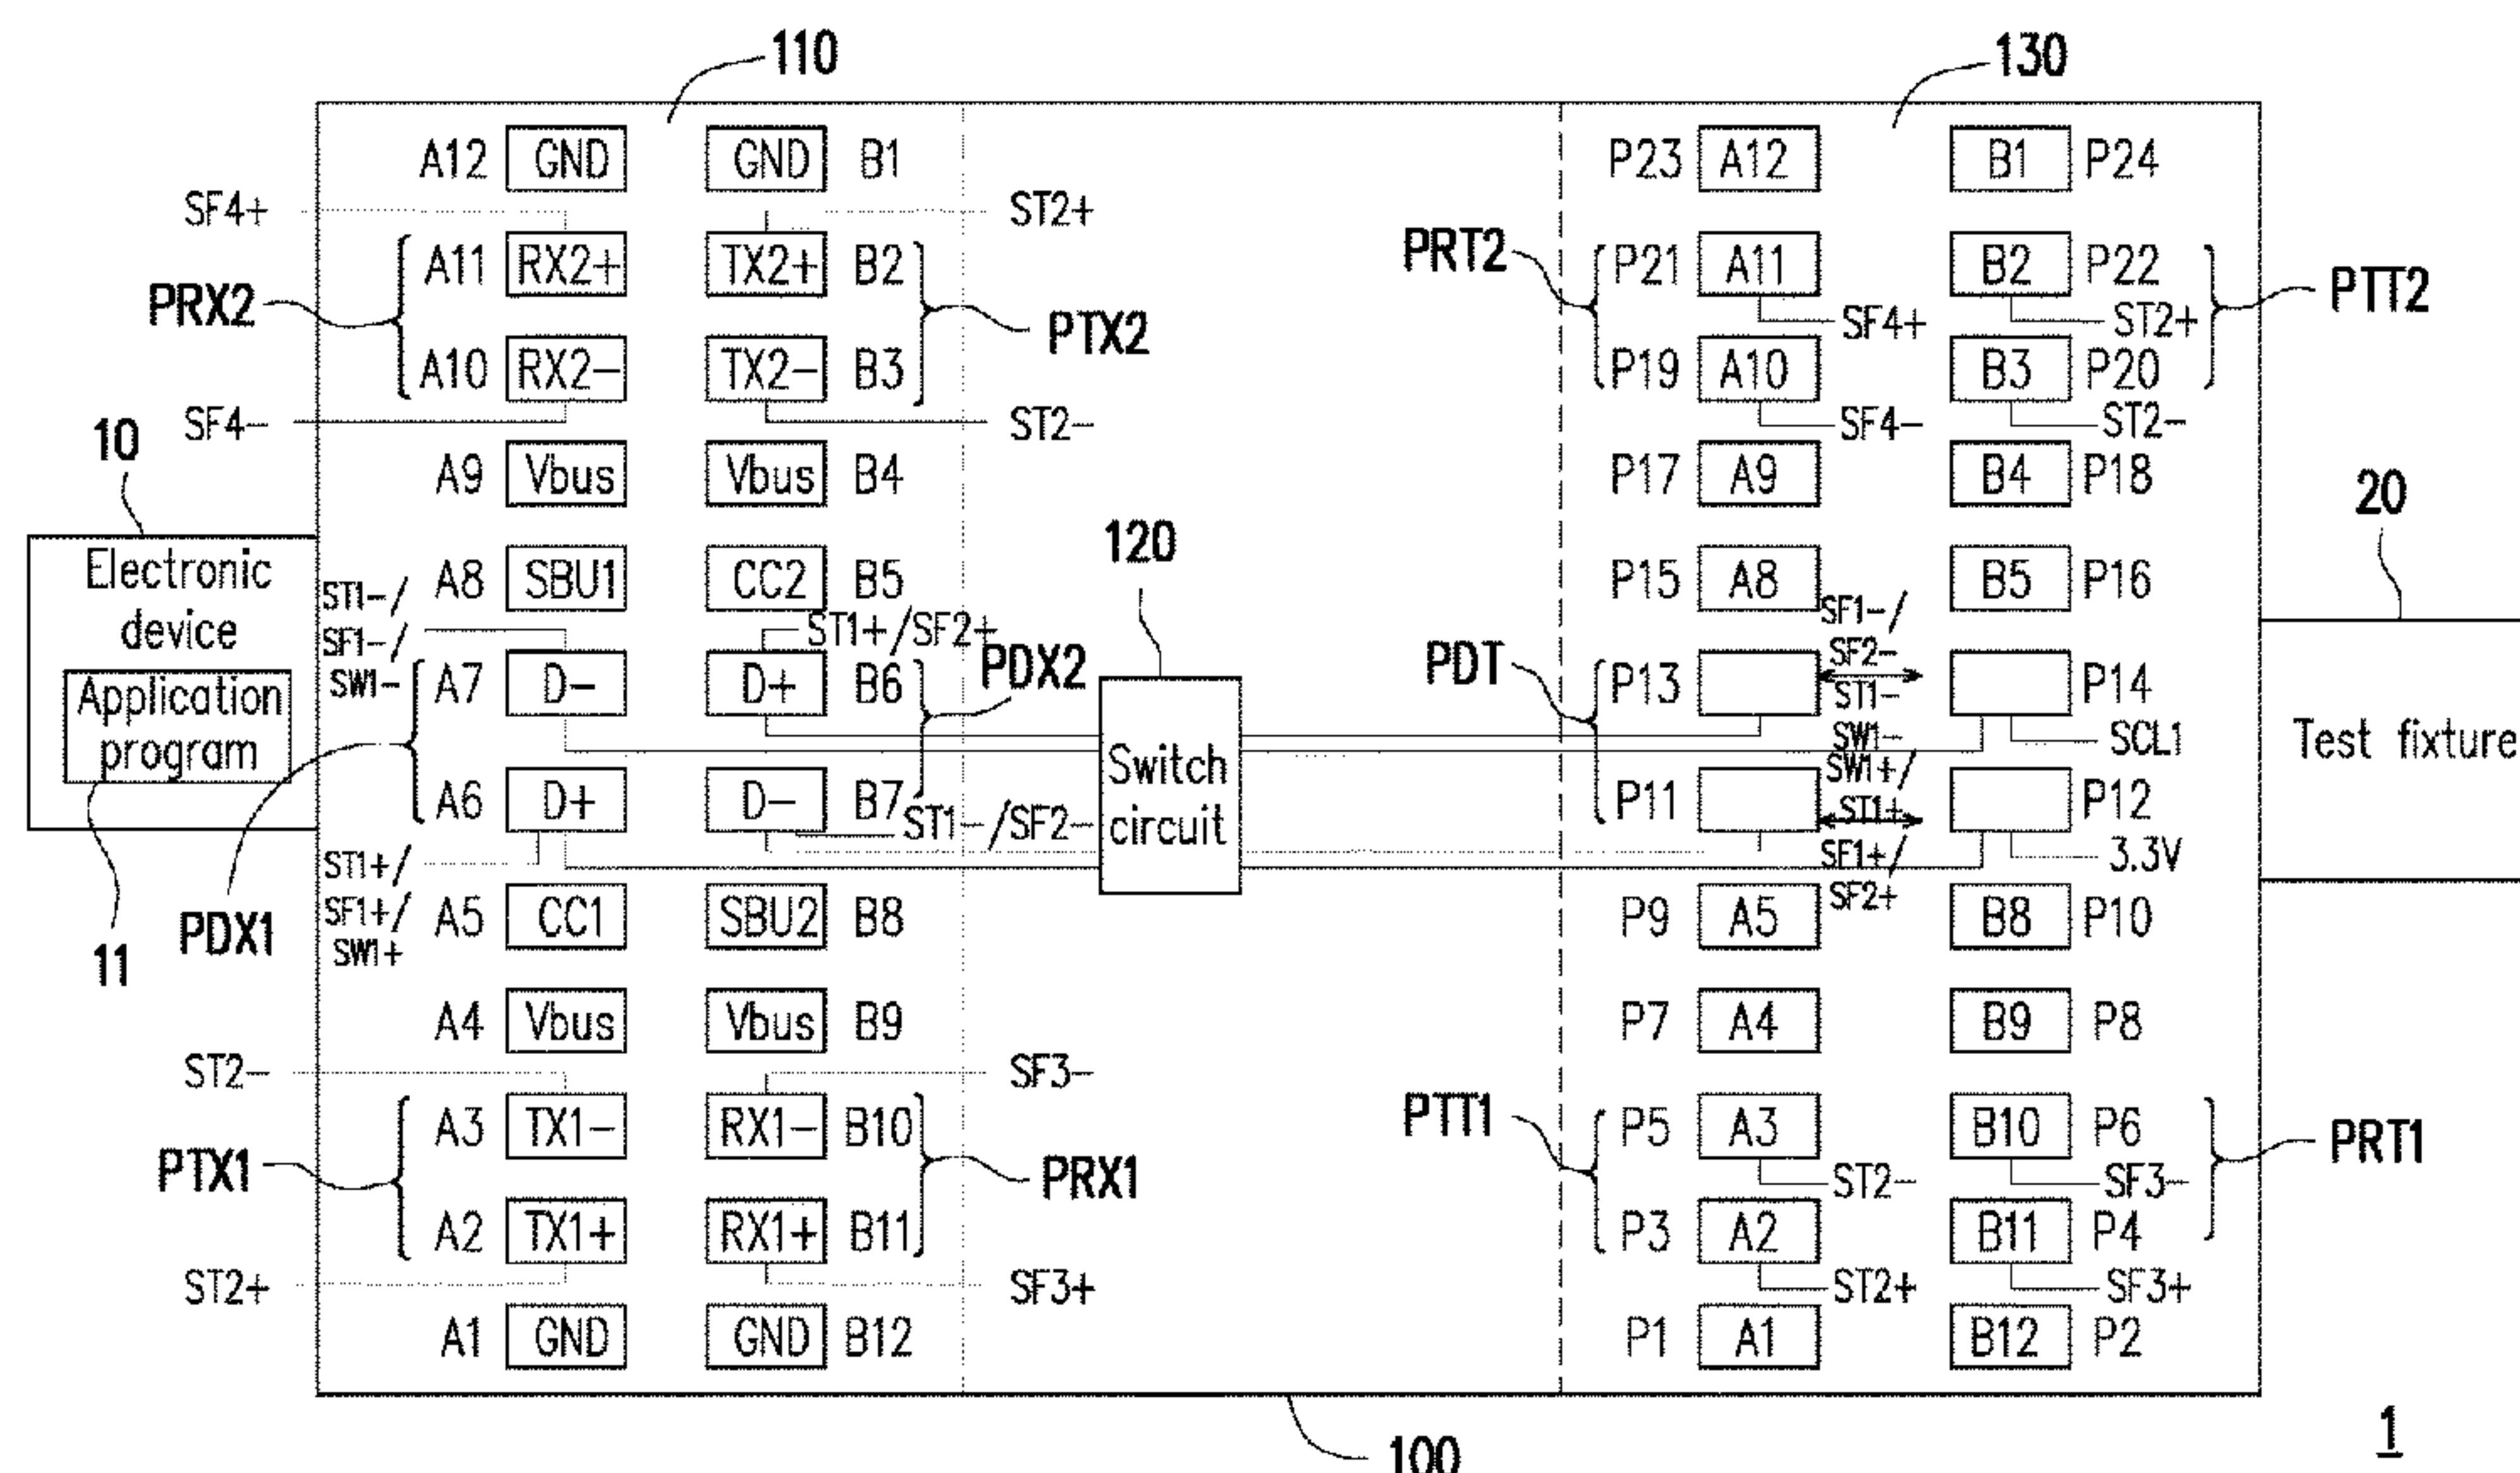 110
130
A12 GND GND B1 P23 A12 B1 P24
SF4+ ST2+
PRX2 A11 RX2+ TX2+ B2 PTX2 PRT2 P21 A11 B2 P22 PTT2
SF4+ ST2+
A10 RX2- TX2- B3 P19 A10 B3 P20
SF4- ST2- SF4- ST2-
10
A9 Vbus Vbus B4 P17 A9 B4 P18
20
120
Electronic
device
Application
program
11
A8 SBU1 CC2 B5 P15 A8 B5 P16
ST1-/
SF1-/
SW1-
ST1+/SF2+
SF1-/
SF2-
ST1-
SW1-
A7 D- D+ B6 PDX2 PDT P13 P14
SCL1
Switch
circuit
Test fixture
SW1+/
ST1+
SF1+/
SF2+
A6 D+ D- B7 P11 P12
ST1-/SF2-
3.3V
ST1+/
SF1+/
SW1+
PDX1
A5 CC1 SBU2 B8 P9 A5 B8 P10
A4 Vbus Vbus B9 P7 A4 B9 P8
ST2- SF3-
PTX1 A3 TX1- RX1- B10 PRX1 PTT1 P5 A3 B10 P6 PRT1
ST2- SF3-
A2 TX1+ RX1+ B11 P3 A2 B11 P4
ST2+ SF3+ ST2+ SF3+
A1 GND GND B12 P1 A1 B12 P2
100
1